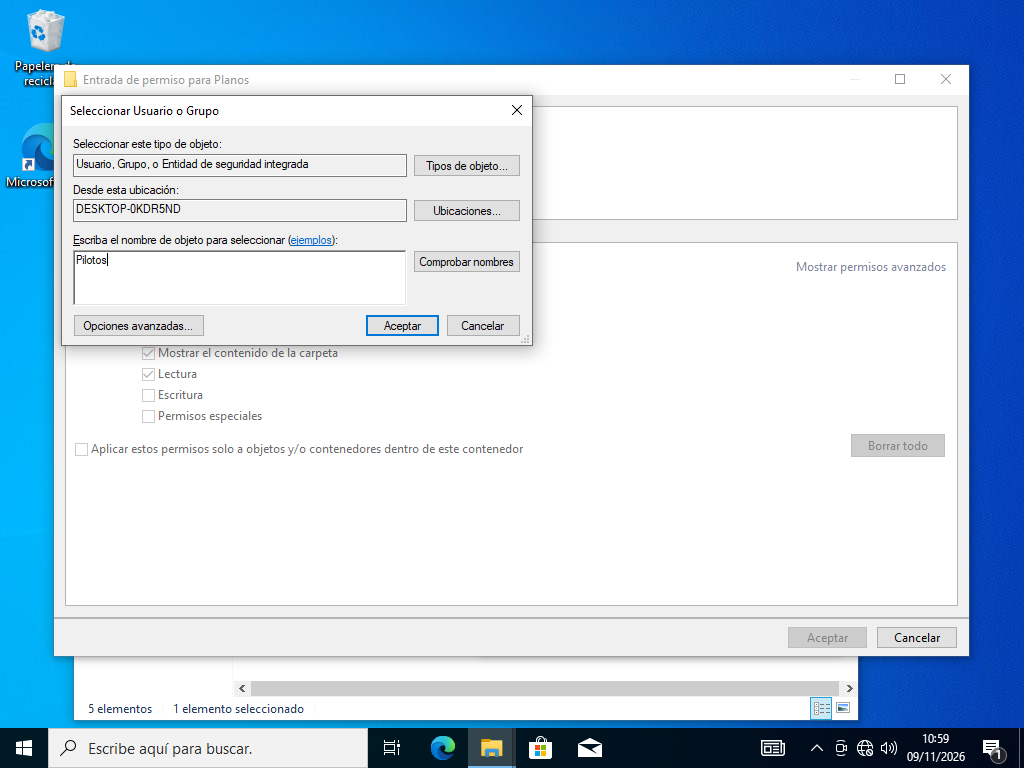 Papelera de
recicla
Microsof
Entrada de permiso para Planos
Seleccionar Usuario o Grupo
Seleccionar este tipo de objeto:
Usuario, Grupo, o Entidad de seguridad integrada
Tipos de objeto...
Desde esta ubicación:
DESKTOP-0KDR5ND
Ubicaciones...
Escriba el nombre de objeto para seleccionar (ejemplos):
Pilotos
Comprobar nombres
Opciones avanzadas...
Aceptar
Cancelar
Mostrar permisos avanzados
Mostrar el contenido de la carpeta
Lectura
Escritura
Permisos especiales
Aplicar estos permisos solo a objetos y/o contenedores dentro de este contenedor
Borrar todo
Aceptar
Cancelar
5 elementos
1 elemento seleccionado
Escribe aquí para buscar.
10:59
09/11/2026
1